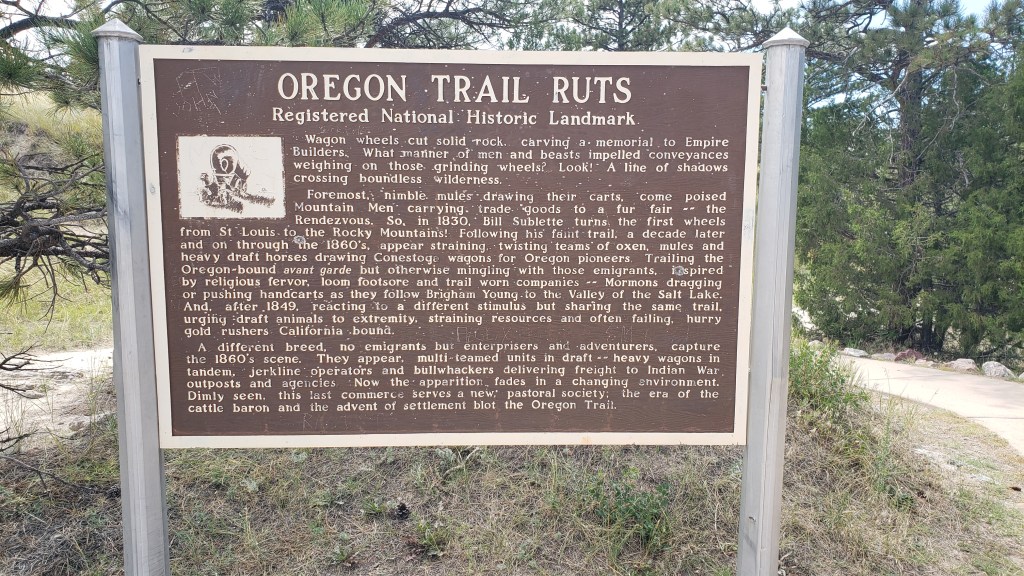 OREGON TRAIL RUTS
Registered National Historic Landmark
Wagon wheels cut solid rock, carving a memorial to Empire
Builders. What manner of men and beasts impelled conveyances
weighing on those grinding wheels? Look! A line of shadows
crossing boundless wilderness.
Foremost, nimble mules drawing their carts, come poised
Mountain Men carrying trade goods to a fur fair -- the
Rendezvous. So, in 1830, Bill Sublette turns the first wheels
from St. Louis to the Rocky Mountains! Following his faint trail, a decade later
and on through the 1860's, appear straining, twisting teams of oxen, mules and
heavy draft horses drawing Conestoga wagons for Oregon pioneers. Trailing the
Oregon-bound avant garde but otherwise mingling with those emigrants, inspired
by religious fervor, loom footsore and trail worn companies -- Mormons dragging
or pushing handcarts as they follow Brigham Young to the Valley of the Salt Lake.
And, after 1849, reacting to a different stimulus but sharing the same trail,
urging draft animals to extremity, straining resources and often failing, hurry
gold rushers California bound.
A different breed, no emigrants but enterprisers and adventurers, capture
the 1860's scene. They appear, multi-teamed units in draft -- heavy wagons in
tandem, jerkline operators and bullwhackers delivering freight to Indian War
outposts and agencies. Now the apparition fades in a changing environment.
Dimly seen, this last commerce serves a new, pastoral society; the era of the
cattle baron and the advent of settlement blot the Oregon Trail.